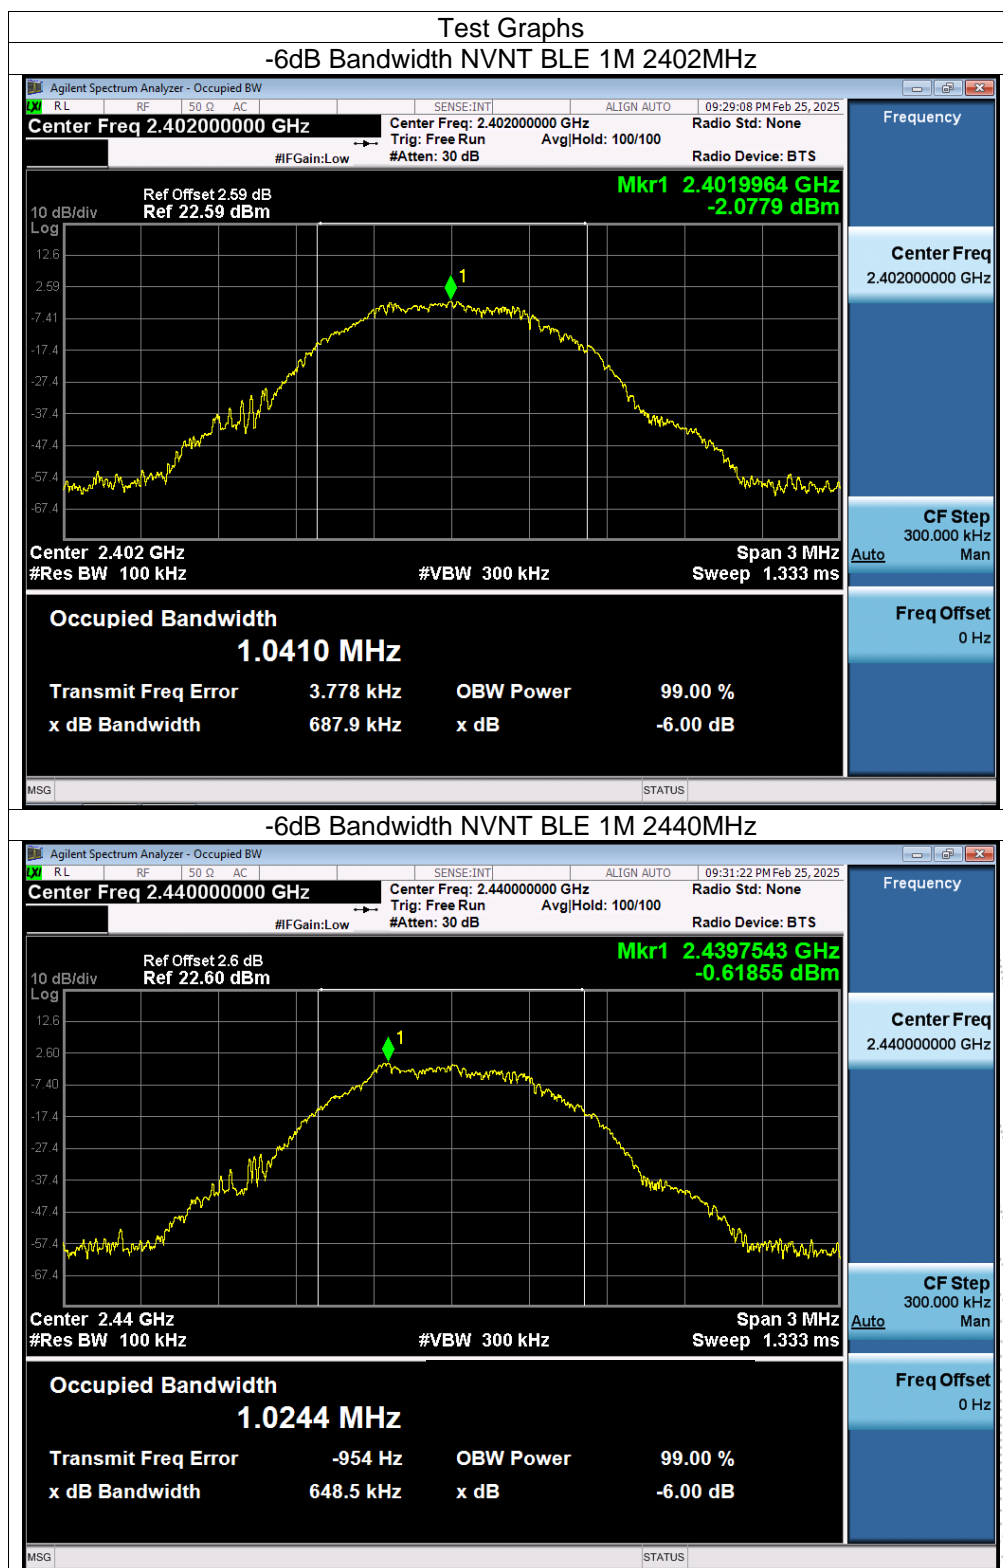 Test Graphs
-6dB Bandwidth NVNT BLE 1M 2402MHz
Agilent Spectrum Analyzer - Occupied BW
LXI RL RF 50 Ω AC SENSE:INT ALIGN AUTO 09:29:08 PM Feb 25, 2025
Center Freq 2.402000000 GHz Center Freq: 2.402000000 GHz Radio Std: None
Trig: Free Run Avg|Hold: 100/100
#IFGain:Low #Atten: 30 dB Radio Device: BTS
Frequency
Mkr1 2.4019964 GHz
-2.0779 dBm
Ref Offset 2.59 dB
10 dB/div Ref 22.59 dBm
Log
12.6
2.59
-7.41
-17.4
-27.4
-37.4
-47.4
-57.4
-67.4
1
Center Freq
2.402000000 GHz
Center 2.402 GHz Span 3 MHz
#Res BW 100 kHz #VBW 300 kHz Sweep 1.333 ms
CF Step
300.000 kHz
Auto Man
Freq Offset
0 Hz
Occupied Bandwidth
1.0410 MHz
Transmit Freq Error 3.778 kHz OBW Power 99.00 %
x dB Bandwidth 687.9 kHz x dB -6.00 dB
MSG STATUS
-6dB Bandwidth NVNT BLE 1M 2440MHz
Agilent Spectrum Analyzer - Occupied BW
LXI RL RF 50 Ω AC SENSE:INT ALIGN AUTO 09:31:22 PM Feb 25, 2025
Center Freq 2.440000000 GHz Center Freq: 2.440000000 GHz Radio Std: None
Trig: Free Run Avg|Hold: 100/100
#IFGain:Low #Atten: 30 dB Radio Device: BTS
Frequency
Mkr1 2.4397543 GHz
-0.61855 dBm
Ref Offset 2.6 dB
10 dB/div Ref 22.60 dBm
Log
12.6
2.60
-7.40
-17.4
-27.4
-37.4
-47.4
-57.4
-67.4
1
Center Freq
2.440000000 GHz
Center 2.44 GHz Span 3 MHz
#Res BW 100 kHz #VBW 300 kHz Sweep 1.333 ms
CF Step
300.000 kHz
Auto Man
Freq Offset
0 Hz
Occupied Bandwidth
1.0244 MHz
Transmit Freq Error -954 Hz OBW Power 99.00 %
x dB Bandwidth 648.5 kHz x dB -6.00 dB
MSG STATUS